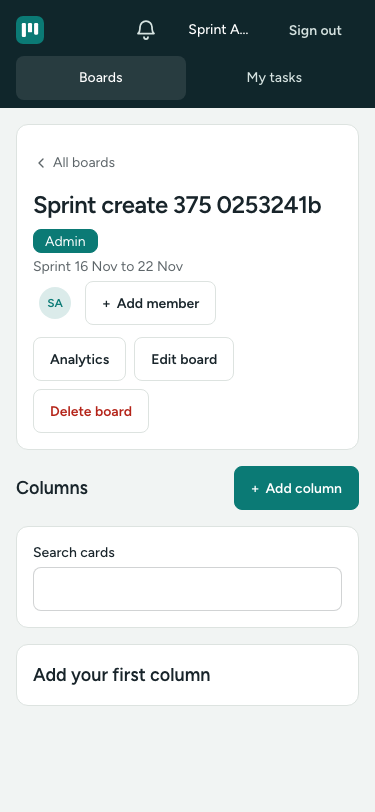 Sprint A...
Sign out
Boards
My tasks
All boards
Sprint create 375 0253241b
Admin
Sprint 16 Nov to 22 Nov
SA
+ Add member
Analytics
Edit board
Delete board
Columns
+ Add column
Search cards
Add your first column